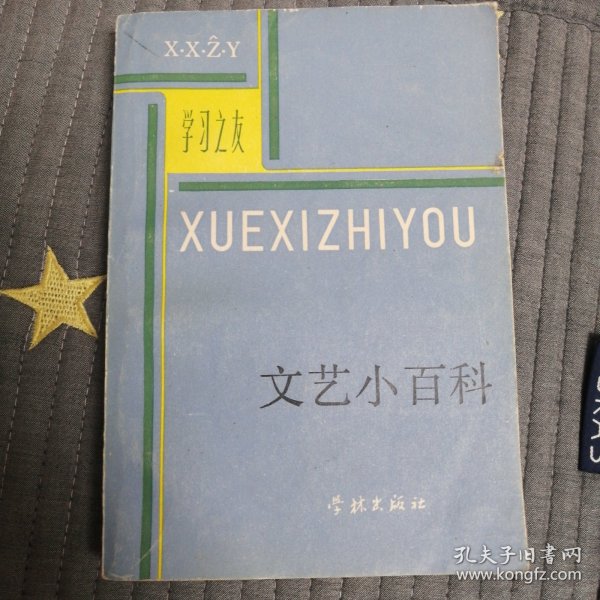 X·X·Ẑ·Y
学习之友
XUEXIZHIYOU
文艺小百科
学林出版社
孔夫子旧书网
www.kongfz.com